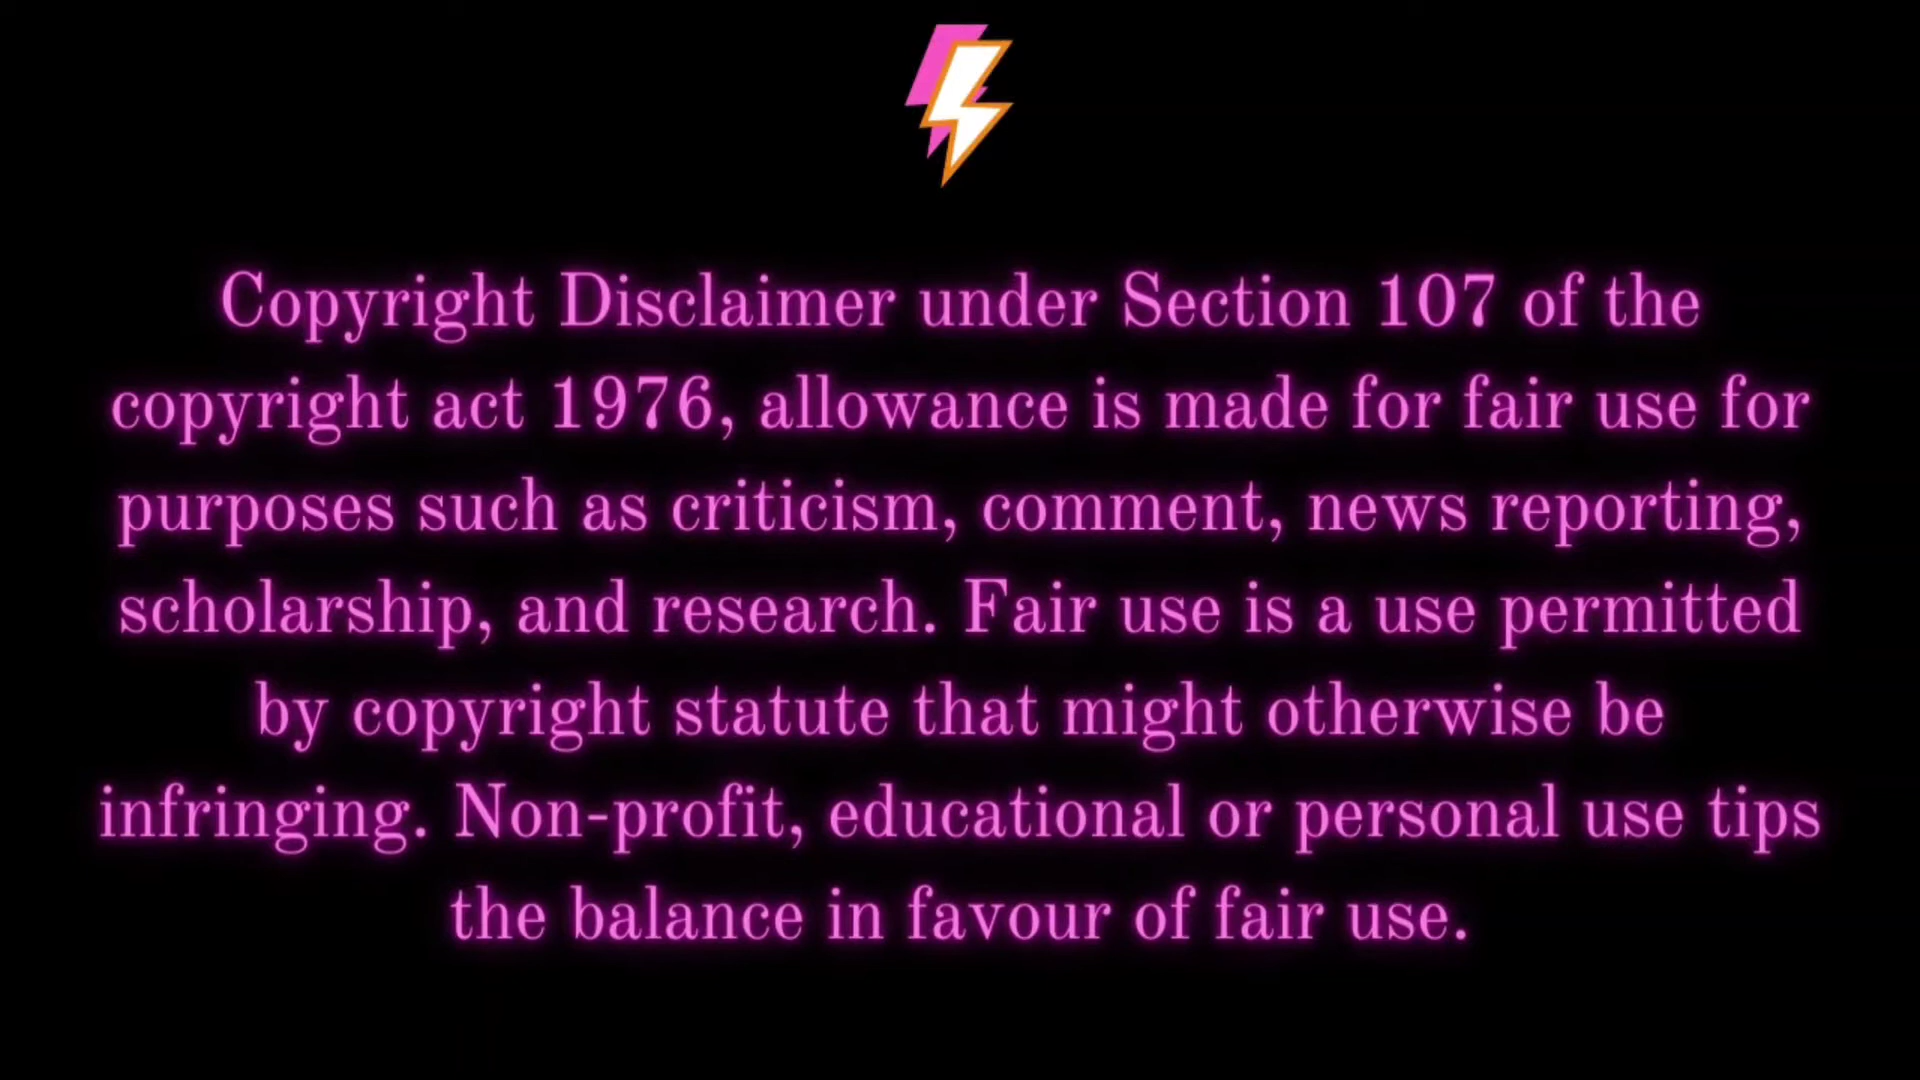 Copyright Disclaimer under Section 107 of the
copyright act 1976, allowance is made for fair use for
purposes such as criticism, comment, news reporting,
scholarship, and research. Fair use is a use permitted
by copyright statute that might otherwise be
infringing. Non-profit, educational or personal use tips
the balance in favour of fair use.